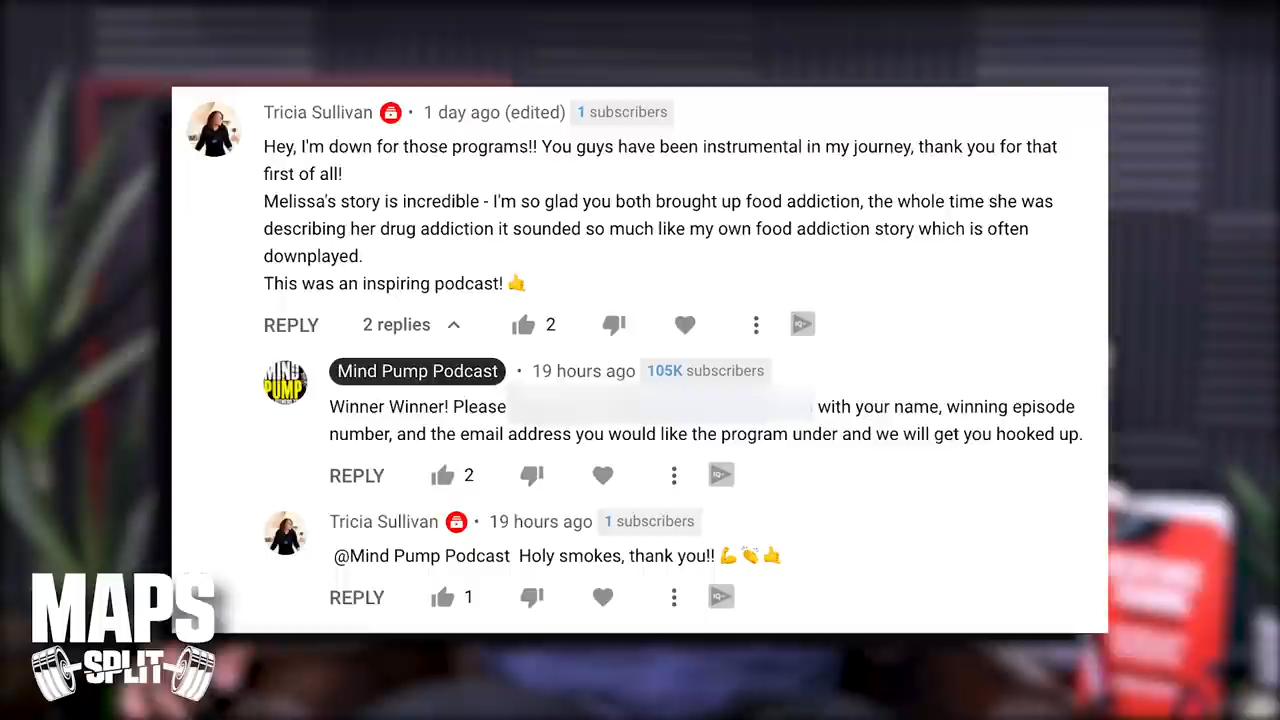 Tricia Sullivan · 1 day ago (edited) 1 subscribers
Hey, I'm down for those programs!! You guys have been instrumental in my journey, thank you for that
first of all!
Melissa's story is incredible - I'm so glad you both brought up food addiction, the whole time she was
describing her drug addiction it sounded so much like my own food addiction story which is often
downplayed.
This was an inspiring podcast! 🤙
REPLY 2 replies 2
Mind Pump Podcast · 19 hours ago 105K subscribers
MIND PUMP
Winner Winner! Please with your name, winning episode
number, and the email address you would like the program under and we will get you hooked up.
REPLY 2
Tricia Sullivan · 19 hours ago 1 subscribers
@Mind Pump Podcast Holy smokes, thank you!! 💪👏🤙
REPLY 1
MAPS
SPLIT